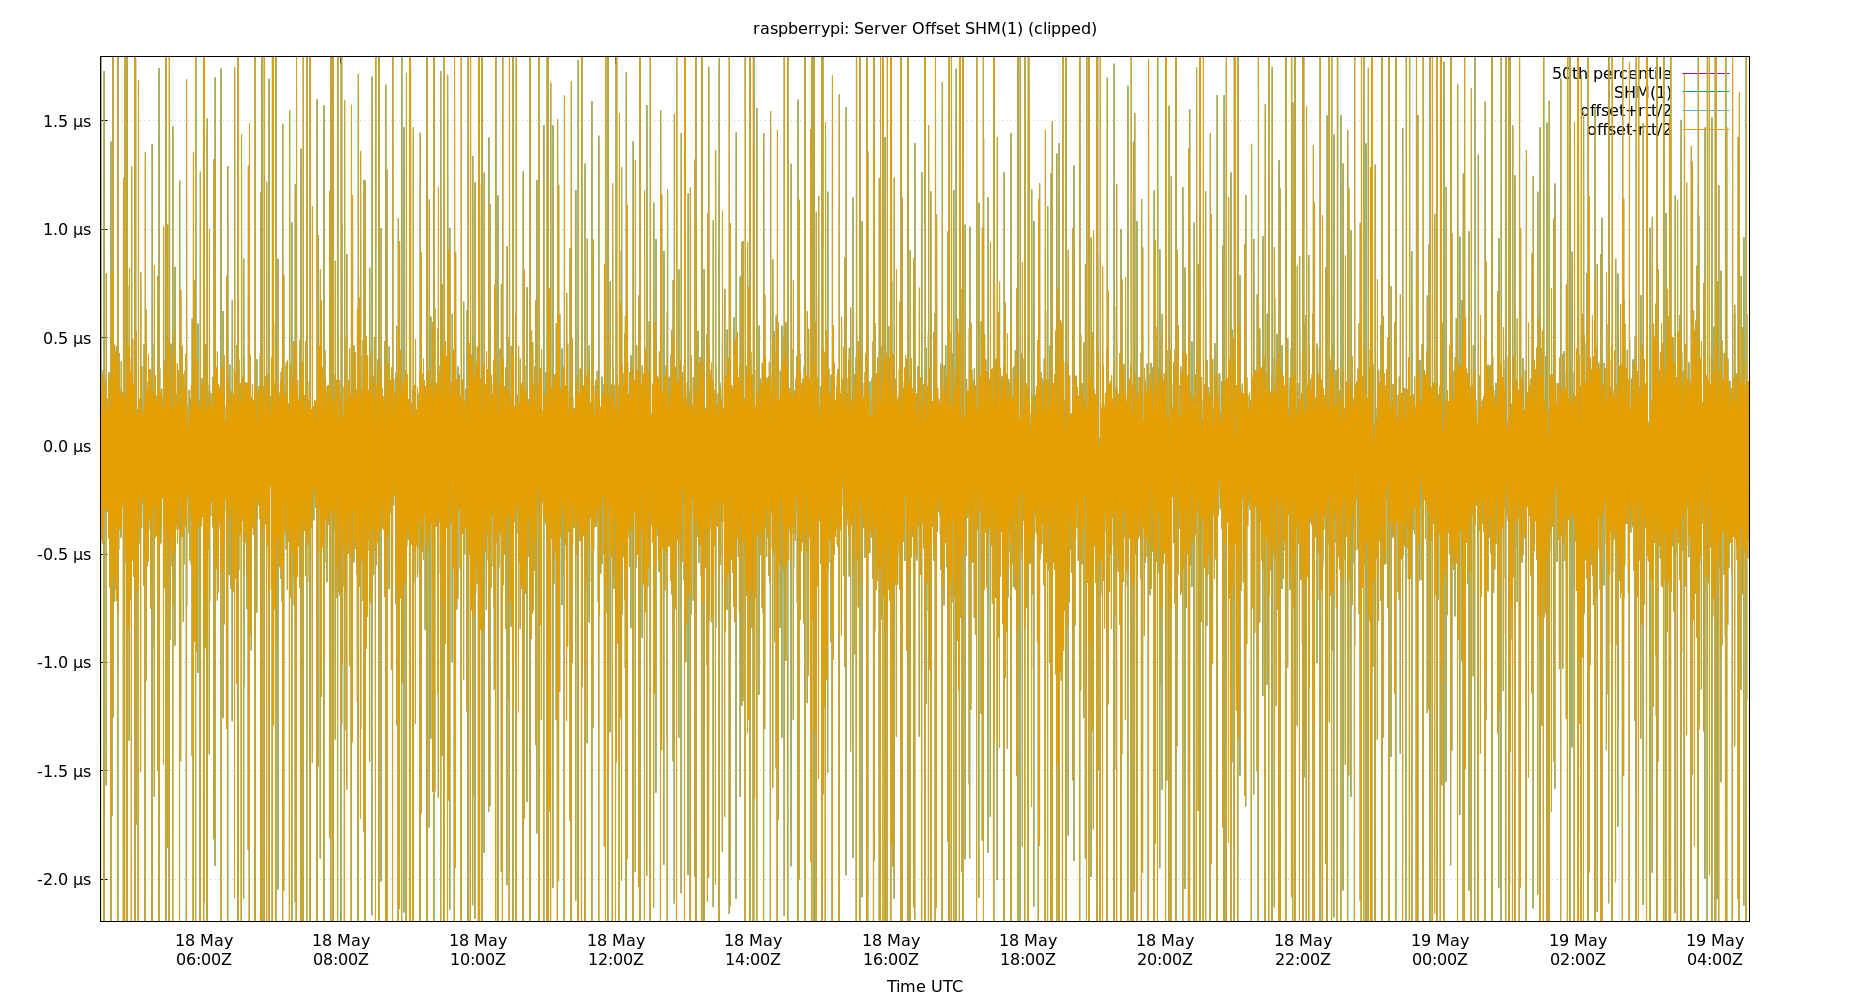 raspberrypi: Server Offset SHM(1) (clipped)
50th percentile
SHM(1)
offset+rtt/2
offset-rtt/2
1.5 µs
1.0 µs
0.5 µs
0.0 µs
-0.5 µs
-1.0 µs
-1.5 µs
-2.0 µs
18 May 18 May 18 May 18 May 18 May 18 May 18 May 18 May 18 May 19 May 19 May 19 May
06:00Z 08:00Z 10:00Z 12:00Z 14:00Z 16:00Z 18:00Z 20:00Z 22:00Z 00:00Z 02:00Z 04:00Z
Time UTC